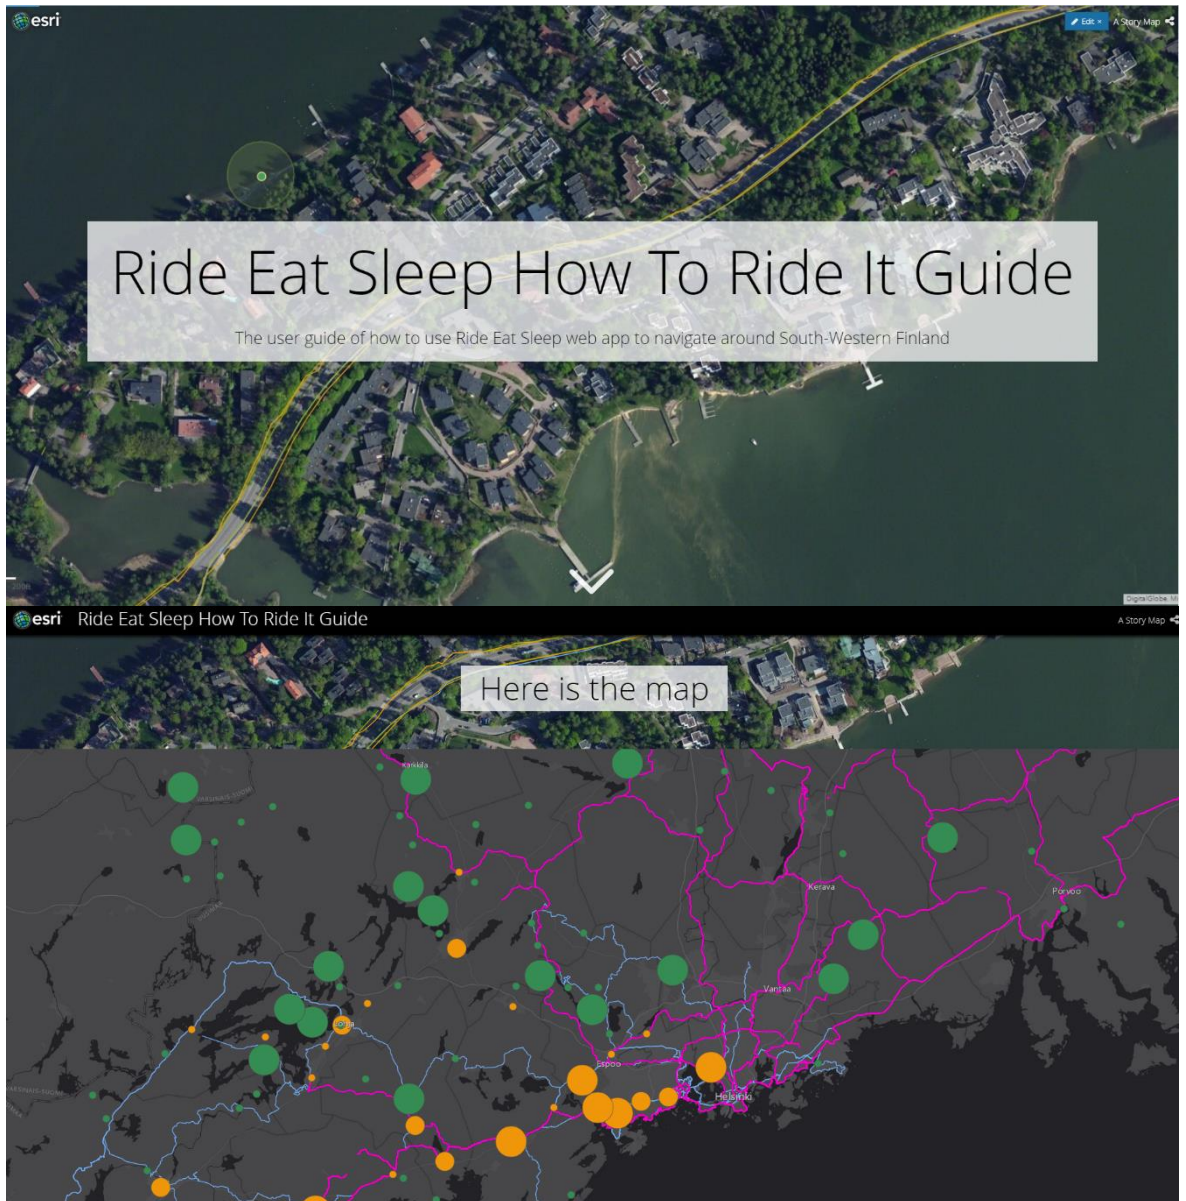 esri
Edit ×
A Story Map
Ride Eat Sleep How To Ride It Guide
The user guide of how to use Ride Eat Sleep web app to navigate around South-Western Finland
esri
Ride Eat Sleep How To Ride It Guide
A Story Map
Here is the map
Karkkila
Kerava
Porvoo
Vantaa
Espoo
Helsinki